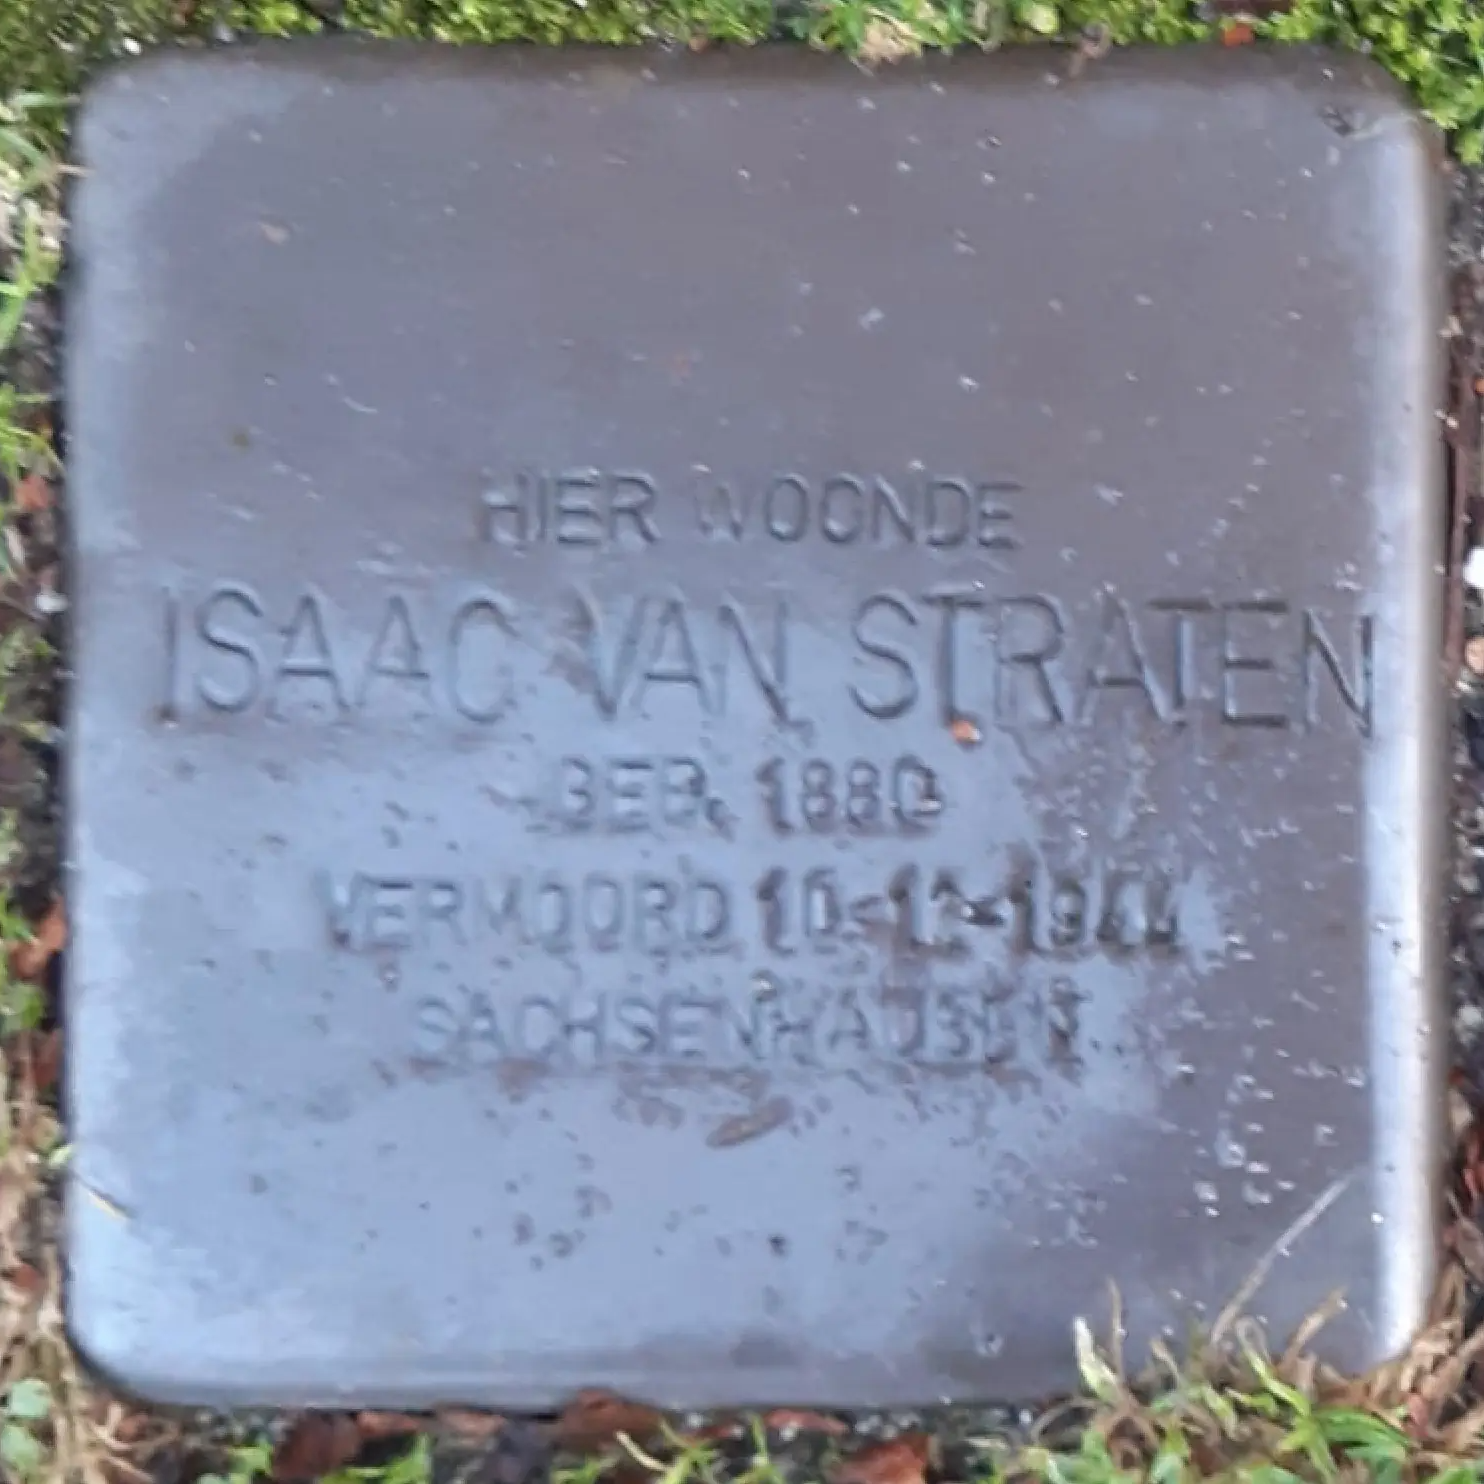 HIER WOONDE
ISAAC VAN STRATEN
GEB. 1880
VERMOORD 10-12-1944
SACHSENHAUSEN